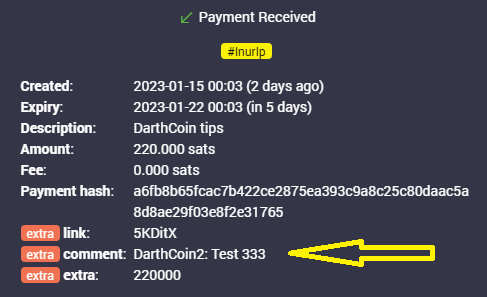 Payment Received
#lnurlp
Created: 2023-01-15 00:03 (2 days ago)
Expiry: 2023-01-22 00:03 (in 5 days)
Description: DarthCoin tips
Amount: 220.000 sats
Fee: 0.000 sats
Payment hash: a6fb8b65fcac7b422ce2875ea393c9a8c25c80daac5a
8d8ae29f03e8f2e31765
extra link: 5KDitX
extra comment: DarthCoin2: Test 333
extra extra: 220000